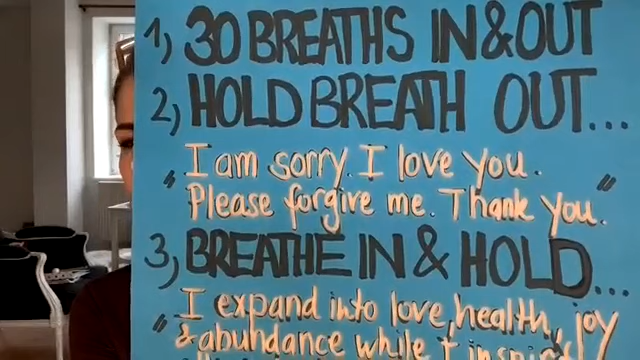 1) 30 BREATHS IN & OUT
2) HOLD BREATH OUT...
"I am sorry. I love you.
Please forgive me. Thank you."
3) BREATHE IN & HOLD...
"I expand into love, health, joy
& abundance while I